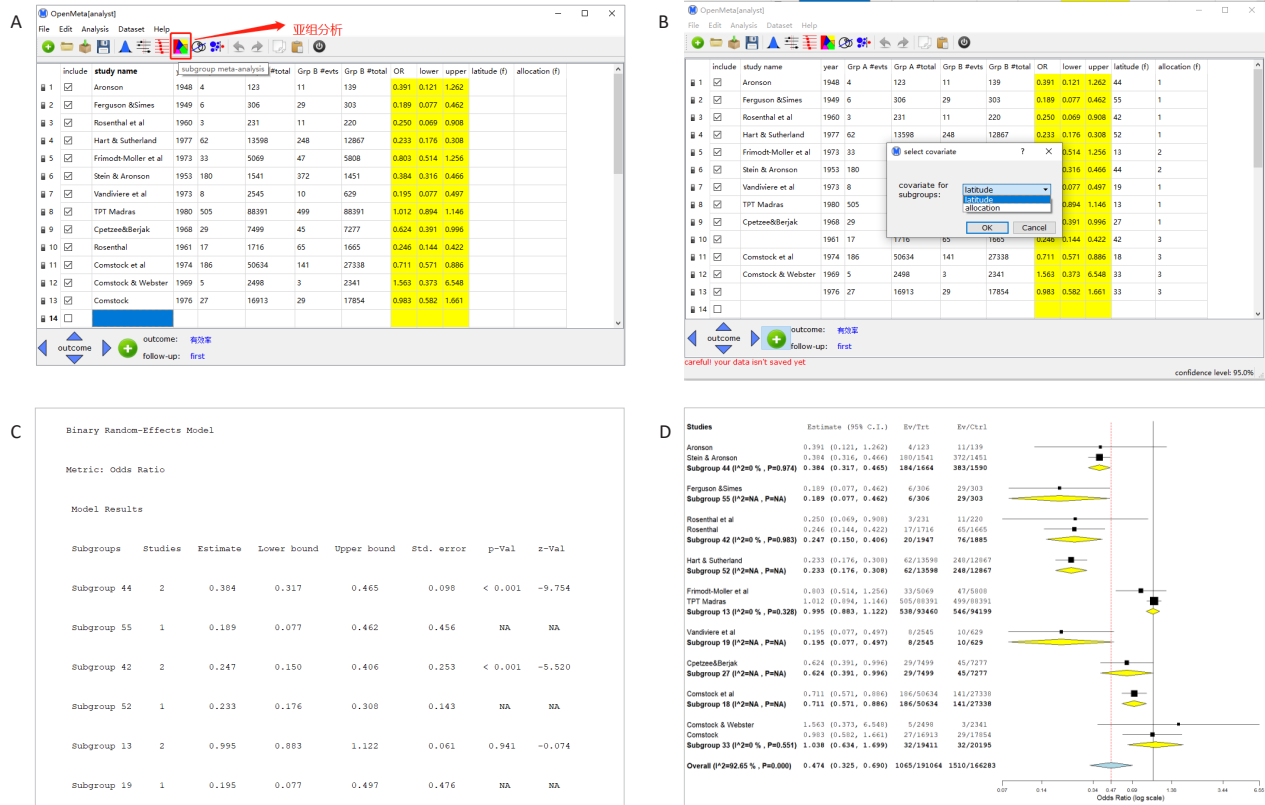 A
OpenMeta[analyst]
File Edit Analysis Dataset Help
亚组分析
subgroup meta-analysis
include study name y #total Grp B #evts Grp B #total OR lower upper latitude (f) allocation (f)
1 Aronson 1948 4 123 11 139 0.391 0.121 1.262
2 Ferguson &Simes 1949 6 306 29 303 0.189 0.077 0.462
3 Rosenthal et al 1960 3 231 11 220 0.250 0.069 0.908
4 Hart & Sutherland 1977 62 13598 248 12867 0.233 0.176 0.308
5 Frimodt-Moller et al 1973 33 5069 47 5808 0.803 0.514 1.256
6 Stein & Aronson 1953 180 1541 372 1451 0.384 0.316 0.466
7 Vandiviere et al 1973 8 2545 10 629 0.195 0.077 0.497
8 TPT Madras 1980 505 88391 499 88391 1.012 0.894 1.146
9 Cpetzee&Berjak 1968 29 7499 45 7277 0.624 0.391 0.996
10 Rosenthal 1961 17 1716 65 1665 0.246 0.144 0.422
11 Comstock et al 1974 186 50634 141 27338 0.711 0.571 0.886
12 Comstock & Webster 1969 5 2498 3 2341 1.563 0.373 6.548
13 Comstock 1976 27 16913 29 17854 0.983 0.582 1.661
14
outcome
outcome: 有效率
follow-up: first
B
OpenMeta[analyst]
File Edit Analysis Dataset Help
include study name year Grp A #evts Grp A #total Grp B #evts Grp B #total OR lower upper latitude (f) allocation (f)
1 Aronson 1948 4 123 11 139 0.391 0.121 1.262 44 1
2 Ferguson &Simes 1949 6 306 29 303 0.189 0.077 0.462 55 1
3 Rosenthal et al 1960 3 231 11 220 0.250 0.069 0.908 42 1
4 Hart & Sutherland 1977 62 13598 248 12867 0.233 0.176 0.308 52 1
5 Frimodt-Moller et al 1973 33 0.514 1.256 13 2
6 Stein & Aronson 1953 180 0.316 0.466 44 2
7 Vandiviere et al 1973 8 0.077 0.497 19 1
8 TPT Madras 1980 505 0.894 1.146 13 1
9 Cpetzee&Berjak 1968 29 0.391 0.996 27 1
10 1961 17 1716 65 1665 0.246 0.144 0.422 42 3
11 Comstock et al 1974 186 50634 141 27338 0.711 0.571 0.886 18 3
12 Comstock & Webster 1969 5 2498 3 2341 1.563 0.373 6.548 33 3
13 1976 27 16913 29 17854 0.983 0.582 1.661 33 3
14
select covariate ?
covariate for
subgroups:
latitude
latitude
allocation
OK Cancel
outcome
outcome: 有效率
follow-up: first
careful! your data isn't saved yet
confidence level: 95.0%
C
Binary Random-Effects Model
Metric: Odds Ratio
Model Results
Subgroups Studies Estimate Lower bound Upper bound Std. error p-Val z-Val
Subgroup 44 2 0.384 0.317 0.465 0.098 < 0.001 -9.754
Subgroup 55 1 0.189 0.077 0.462 0.456 NA NA
Subgroup 42 2 0.247 0.150 0.406 0.253 < 0.001 -5.520
Subgroup 52 1 0.233 0.176 0.308 0.143 NA NA
Subgroup 13 2 0.995 0.883 1.122 0.061 0.941 -0.074
Subgroup 19 1 0.195 0.077 0.497 0.476 NA NA
D
Studies Estimate (95% C.I.) Ev/Trt Ev/Ctrl
Aronson 0.391 (0.121, 1.262) 4/123 11/139
Stein & Aronson 0.384 (0.316, 0.466) 180/1541 372/1451
Subgroup 44 (I^2=0 % , P=0.974) 0.384 (0.317, 0.465) 184/1664 383/1590
Ferguson &Simes 0.189 (0.077, 0.462) 6/306 29/303
Subgroup 55 (I^2=NA , P=NA) 0.189 (0.077, 0.462) 6/306 29/303
Rosenthal et al 0.250 (0.069, 0.908) 3/231 11/220
Rosenthal 0.246 (0.144, 0.422) 17/1716 65/1665
Subgroup 42 (I^2=0 % , P=0.983) 0.247 (0.150, 0.406) 20/1947 76/1885
Hart & Sutherland 0.233 (0.176, 0.308) 62/13598 248/12867
Subgroup 52 (I^2=NA , P=NA) 0.233 (0.176, 0.308) 62/13598 248/12867
Frimodt-Moller et al 0.803 (0.514, 1.256) 33/5069 47/5808
TPT Madras 1.012 (0.894, 1.146) 505/88391 499/88391
Subgroup 13 (I^2=0 % , P=0.328) 0.995 (0.883, 1.122) 538/93460 546/94199
Vandiviere et al 0.195 (0.077, 0.497) 8/2545 10/629
Subgroup 19 (I^2=NA , P=NA) 0.195 (0.077, 0.497) 8/2545 10/629
Cpetzee&Berjak 0.624 (0.391, 0.996) 29/7499 45/7277
Subgroup 27 (I^2=NA , P=NA) 0.624 (0.391, 0.996) 29/7499 45/7277
Comstock et al 0.711 (0.571, 0.886) 186/50634 141/27338
Subgroup 18 (I^2=NA , P=NA) 0.711 (0.571, 0.886) 186/50634 141/27338
Comstock & Webster 1.563 (0.373, 6.548) 5/2498 3/2341
Comstock 0.983 (0.582, 1.661) 27/16913 29/17854
Subgroup 33 (I^2=0 % , P=0.551) 1.038 (0.634, 1.699) 32/19411 32/20195
Overall (I^2=92.65 % , P=0.000) 0.474 (0.325, 0.690) 1065/191064 1510/166283
0.07 0.14 0.34 0.47 0.69 1.38 3.44 6.55
Odds Ratio (log scale)